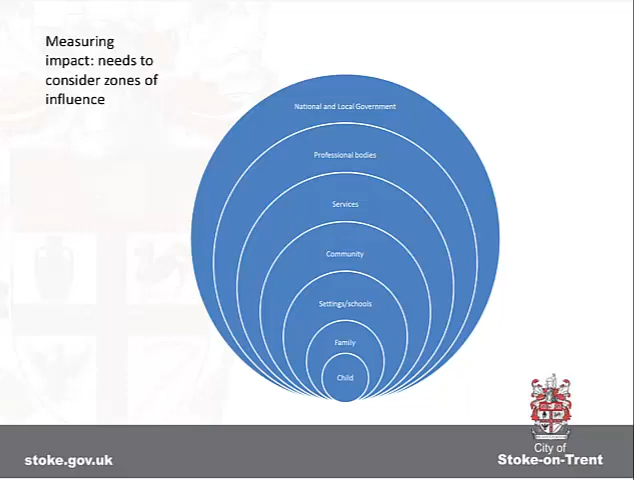 Measuring
impact: needs to
consider zones of
influence
National and Local Government
Professional bodies
Services
Community
Settings/schools
Family
Child
City of
Stoke-on-Trent
stoke.gov.uk